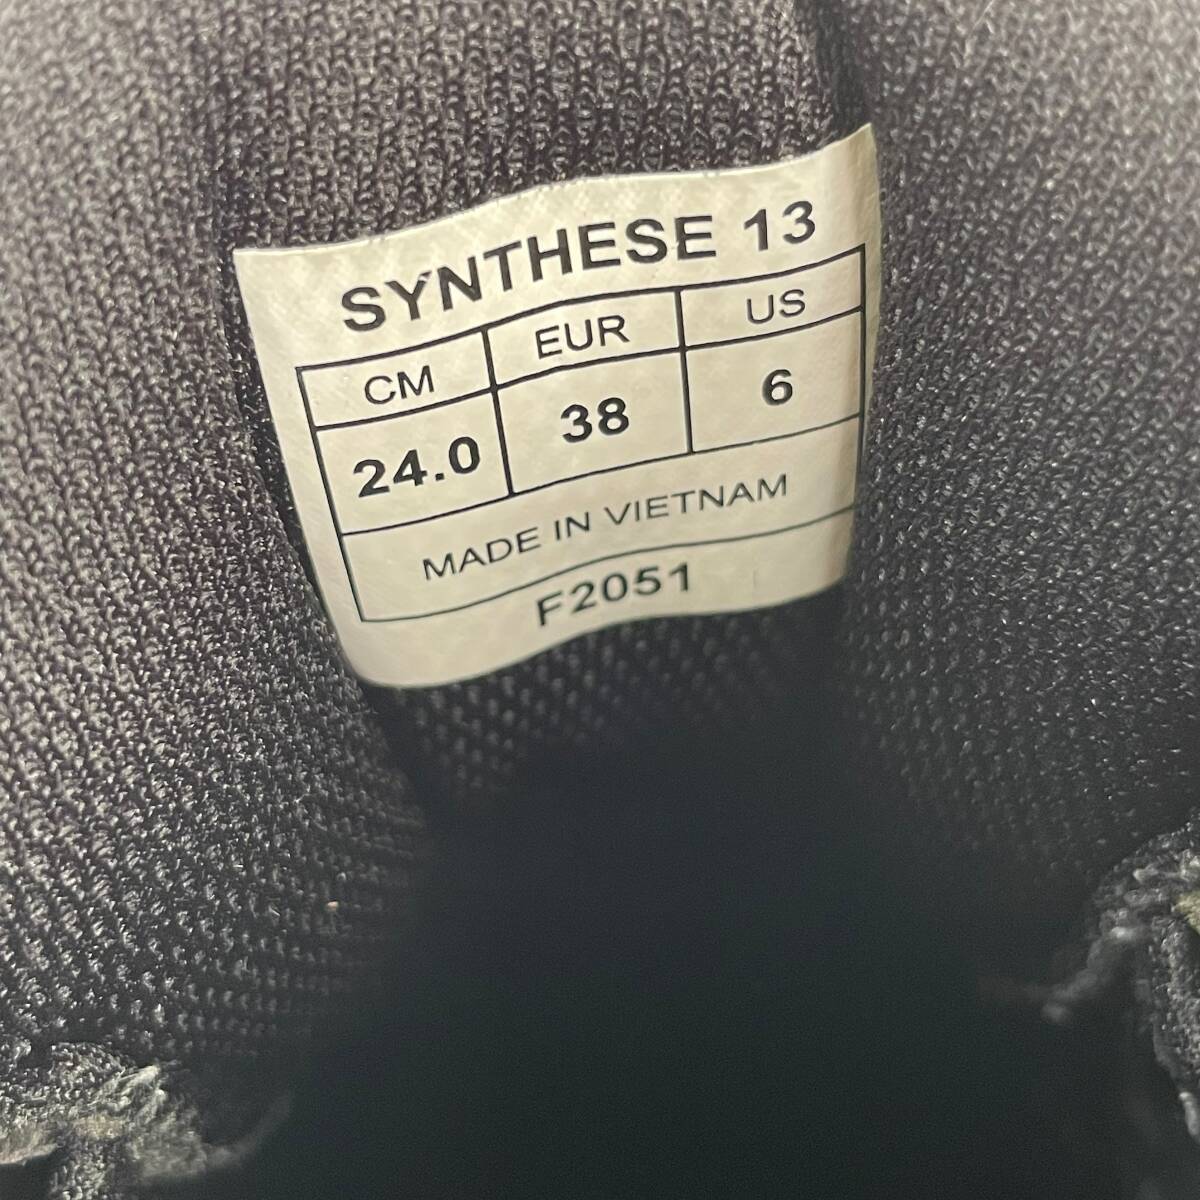 SYNTHESE 13
CM EUR US
24.0 38 6
MADE IN VIETNAM
F2051